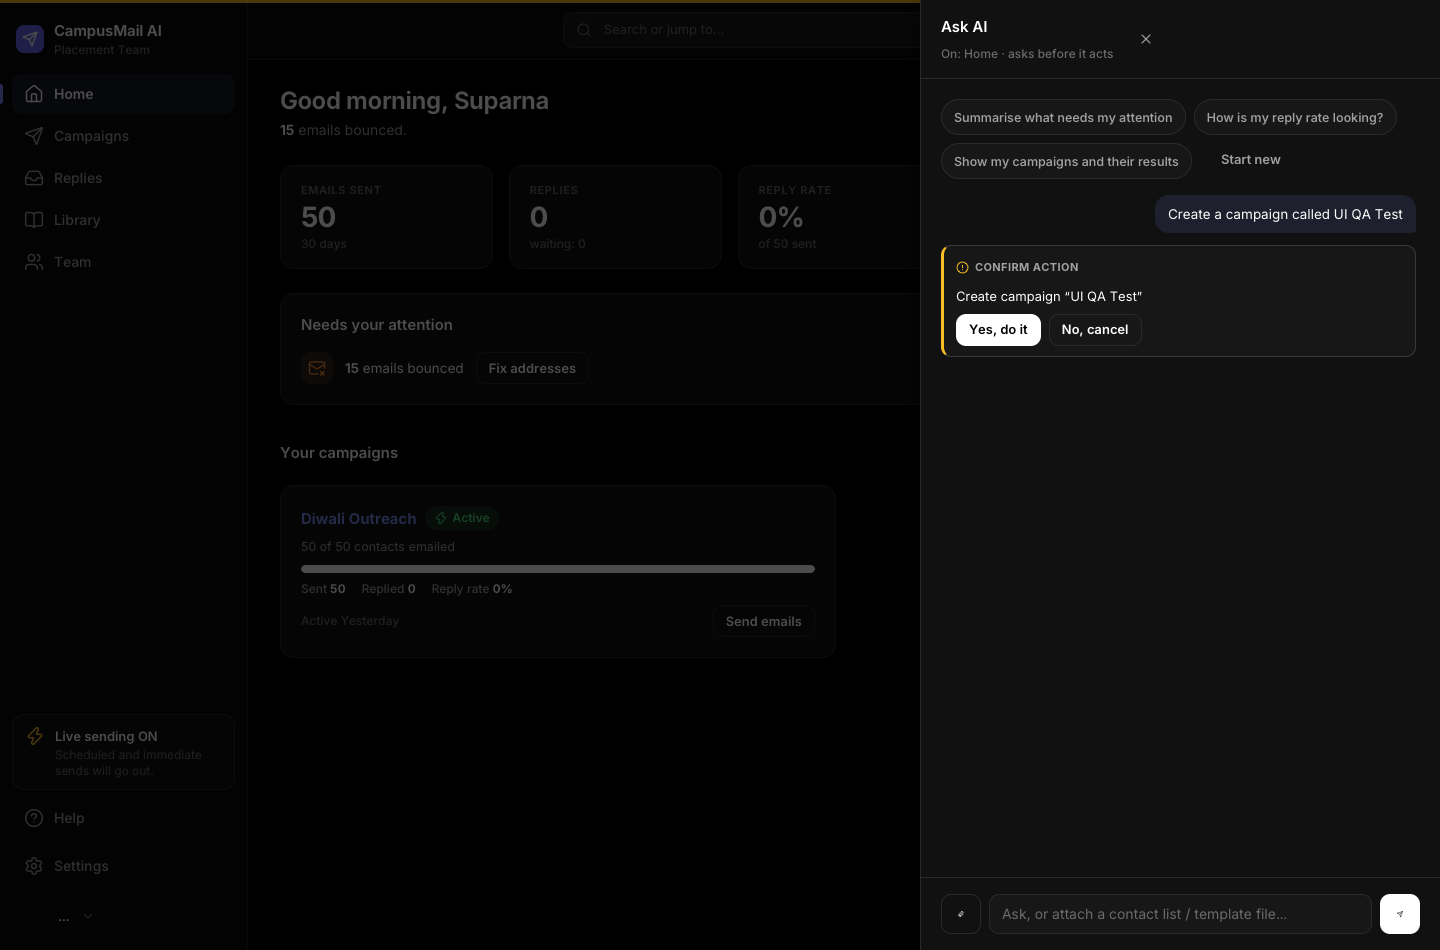 CampusMail AI
Placement Team
Home
Campaigns
Replies
Library
Team
Live sending ON
Scheduled and immediate
sends will go out.
Help
Settings
...
Search or jump to...
Good morning, Suparna
15 emails bounced.
EMAILS SENT
50
30 days
REPLIES
0
waiting: 0
REPLY RATE
0%
of 50 sent
Needs your attention
15 emails bounced
Fix addresses
Your campaigns
Diwali Outreach
Active
50 of 50 contacts emailed
Sent 50 Replied 0 Reply rate 0%
Active Yesterday
Send emails
Ask AI
On: Home · asks before it acts
Summarise what needs my attention
How is my reply rate looking?
Show my campaigns and their results
Start new
Create a campaign called UI QA Test
CONFIRM ACTION
Create campaign “UI QA Test”
Yes, do it
No, cancel
Ask, or attach a contact list / template file...